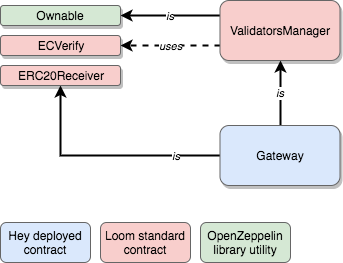 Ownable
is
ValidatorsManager
ECVerify
uses
ERC20Receiver
is
Gateway
is
Hey deployed
contract
Loom standard
contract
OpenZeppelin
library utility